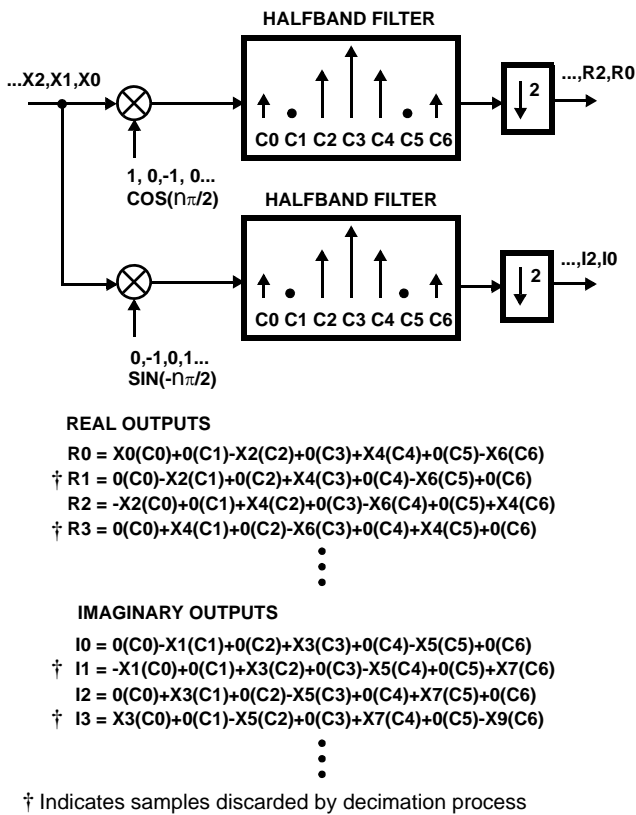 HALFBAND FILTER
...X2,X1,X0
C0 C1 C2 C3 C4 C5 C6
2
...,R2,R0
1, 0,-1, 0...
COS(nπ/2)
HALFBAND FILTER
C0 C1 C2 C3 C4 C5 C6
2
...,I2,I0
0,-1,0,1...
SIN(-nπ/2)
REAL OUTPUTS
R0 = X0(C0)+0(C1)-X2(C2)+0(C3)+X4(C4)+0(C5)-X6(C6)
† R1 = 0(C0)-X2(C1)+0(C2)+X4(C3)+0(C4)-X6(C5)+0(C6)
R2 = -X2(C0)+0(C1)+X4(C2)+0(C3)-X6(C4)+0(C5)+X4(C6)
† R3 = 0(C0)+X4(C1)+0(C2)-X6(C3)+0(C4)+X4(C5)+0(C6)
IMAGINARY OUTPUTS
I0 = 0(C0)-X1(C1)+0(C2)+X3(C3)+0(C4)-X5(C5)+0(C6)
† I1 = -X1(C0)+0(C1)+X3(C2)+0(C3)-X5(C4)+0(C5)+X7(C6)
I2 = 0(C0)+X3(C1)+0(C2)-X5(C3)+0(C4)+X7(C5)+0(C6)
† I3 = X3(C0)+0(C1)-X5(C2)+0(C3)+X7(C4)+0(C5)-X9(C6)
† Indicates samples discarded by decimation process